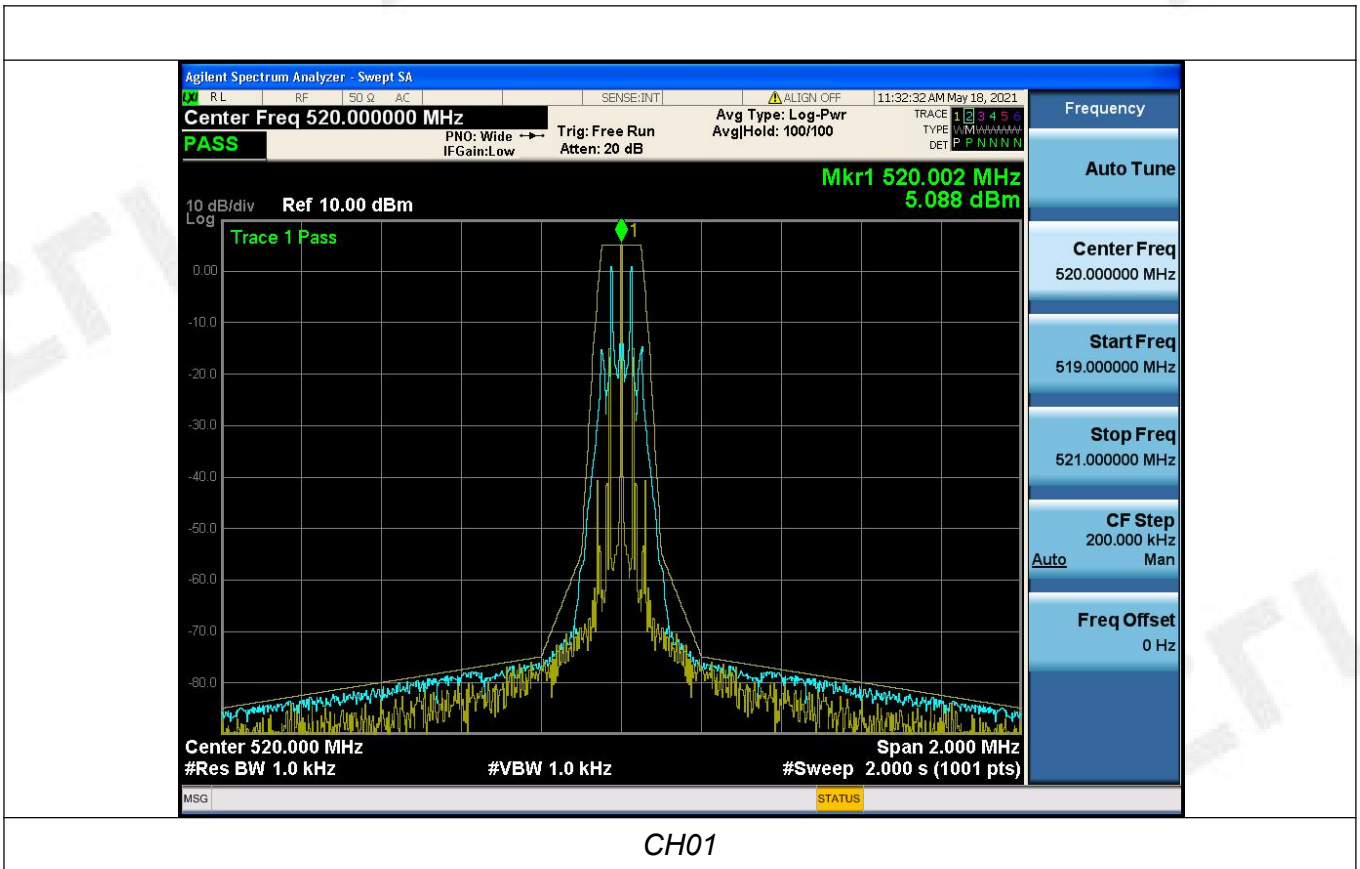 Agilent Spectrum Analyzer - Swept SA
LXI RL RF 50 Ω AC SENSE:INT ALIGN OFF 11:32:32 AM May 18, 2021
Center Freq 520.000000 MHz
PASS
PNO: Wide
IFGain:Low
Trig: Free Run
Atten: 20 dB
Avg Type: Log-Pwr
Avg|Hold: 100/100
TRACE 1 2 3 4 5 6
TYPE WMWWWW
DET P P N N N N
Mkr1 520.002 MHz
5.088 dBm
10 dB/div Ref 10.00 dBm
Log
Trace 1 Pass
1
0.00
-10.0
-20.0
-30.0
-40.0
-50.0
-60.0
-70.0
-80.0
Center 520.000 MHz Span 2.000 MHz
#Res BW 1.0 kHz #VBW 1.0 kHz #Sweep 2.000 s (1001 pts)
MSG STATUS
Frequency
Auto Tune
Center Freq
520.000000 MHz
Start Freq
519.000000 MHz
Stop Freq
521.000000 MHz
CF Step
200.000 kHz
Auto Man
Freq Offset
0 Hz
CH01